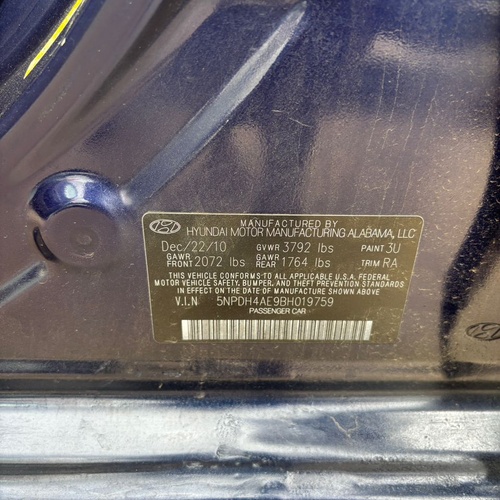 MANUFACTURED BY
HYUNDAI MOTOR MANUFACTURING ALABAMA, LLC
Dec/22/10 GVWR 3792 lbs PAINT 3U
GAWR FRONT 2072 lbs GAWR REAR 1764 lbs TRIM RA
THIS VEHICLE CONFORMS TO ALL APPLICABLE U.S.A. FEDERAL
MOTOR VEHICLE SAFETY, BUMPER, AND THEFT PREVENTION STANDARDS
IN EFFECT ON THE DATE OF MANUFACTURE SHOWN ABOVE.
V.I.N 5NPDH4AE9BH019759
PASSENGER CAR